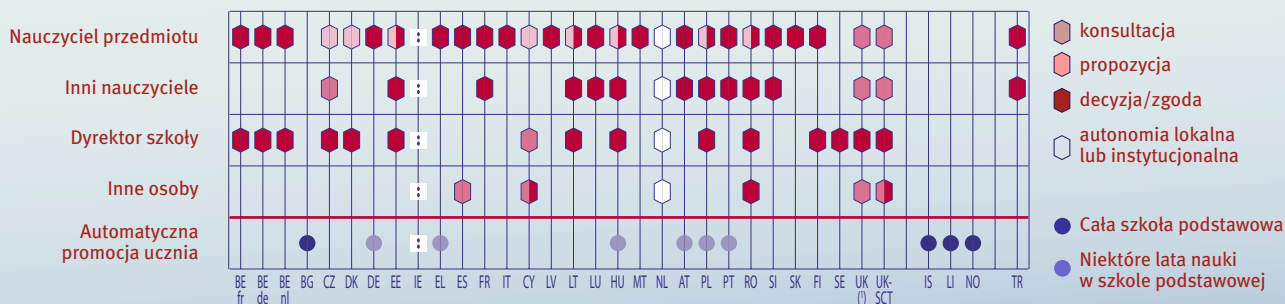 Nauczyciel przedmiotu
Inni nauczyciele
Dyrektor szkoły
Inne osoby
Automatyczna
promocja ucznia
:
:
:
:
:
BE BE BE BG CZ DK DE EE IE EL ES FR IT CY LV LT LU HU MT NL AT PL PT RO SI SK FI SE UK UK- IS LI NO TR
fr de nl (¹) SCT
konsultacja
propozycja
decyzja/zgoda
autonomia lokalna
lub instytucjonalna
Cała szkoła podstawowa
Niektóre lata nauki
w szkole podstawowej